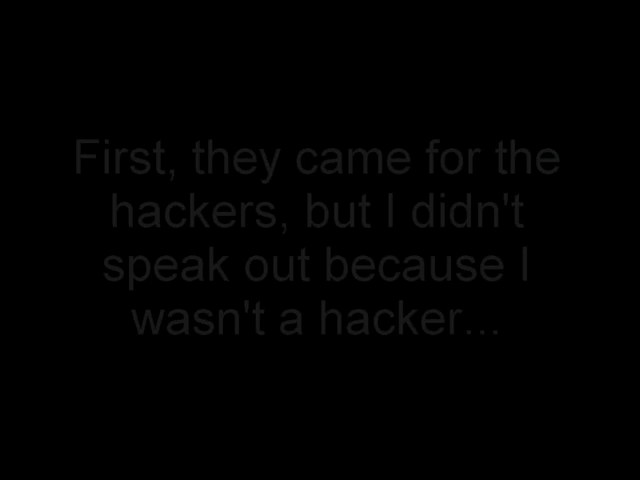 First, they came for the
hackers, but I didn't
speak out because I
wasn't a hacker...